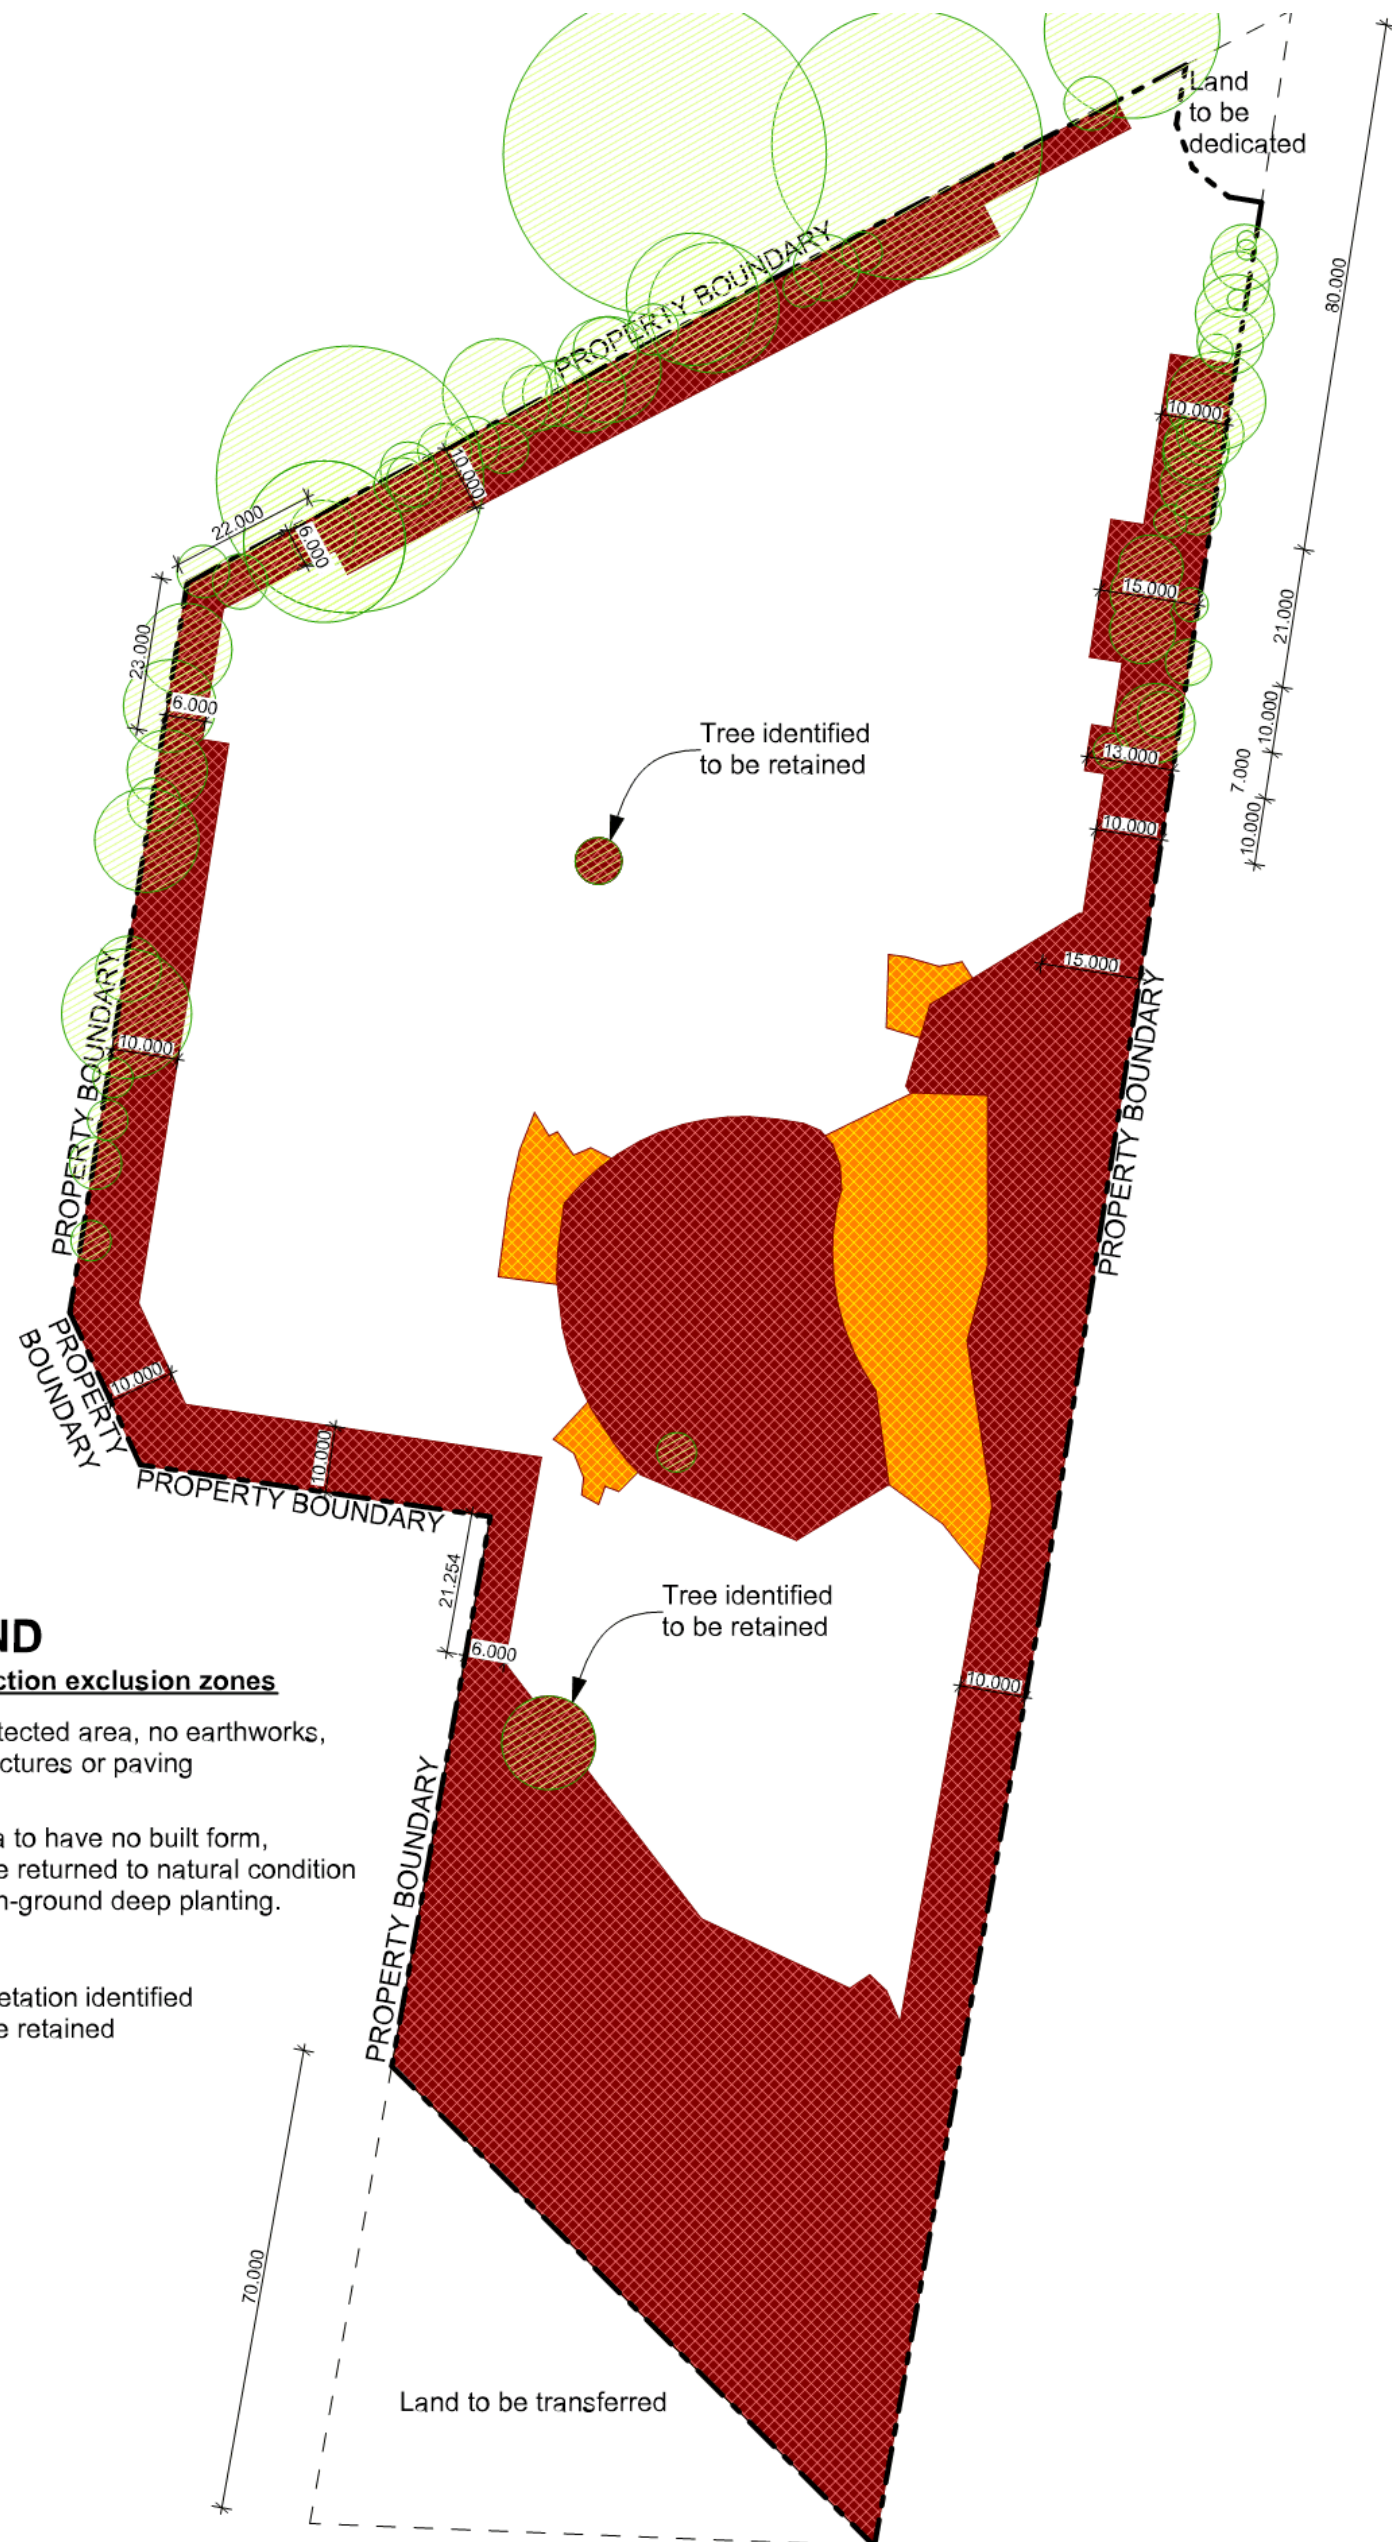 Land
to be
dedicated
80.000
PROPERTY BOUNDARY
10.000
10.000
22.000
6.000
15.000
23.000
21.000
6.000
10.000
Tree identified
to be retained
13.000
7.000
10.000
10.000
15.000
PROPERTY BOUNDARY
10.000
PROPERTY BOUNDARY
PROPERTY
BOUNDARY
10.000
10.000
PROPERTY BOUNDARY
21.254
Tree identified
to be retained
6.000
10.000
ND
ction exclusion zones
tected area, no earthworks,
ctures or paving
a to have no built form,
e returned to natural condition
n-ground deep planting.
PROPERTY BOUNDARY
etation identified
e retained
70.000
Land to be transferred